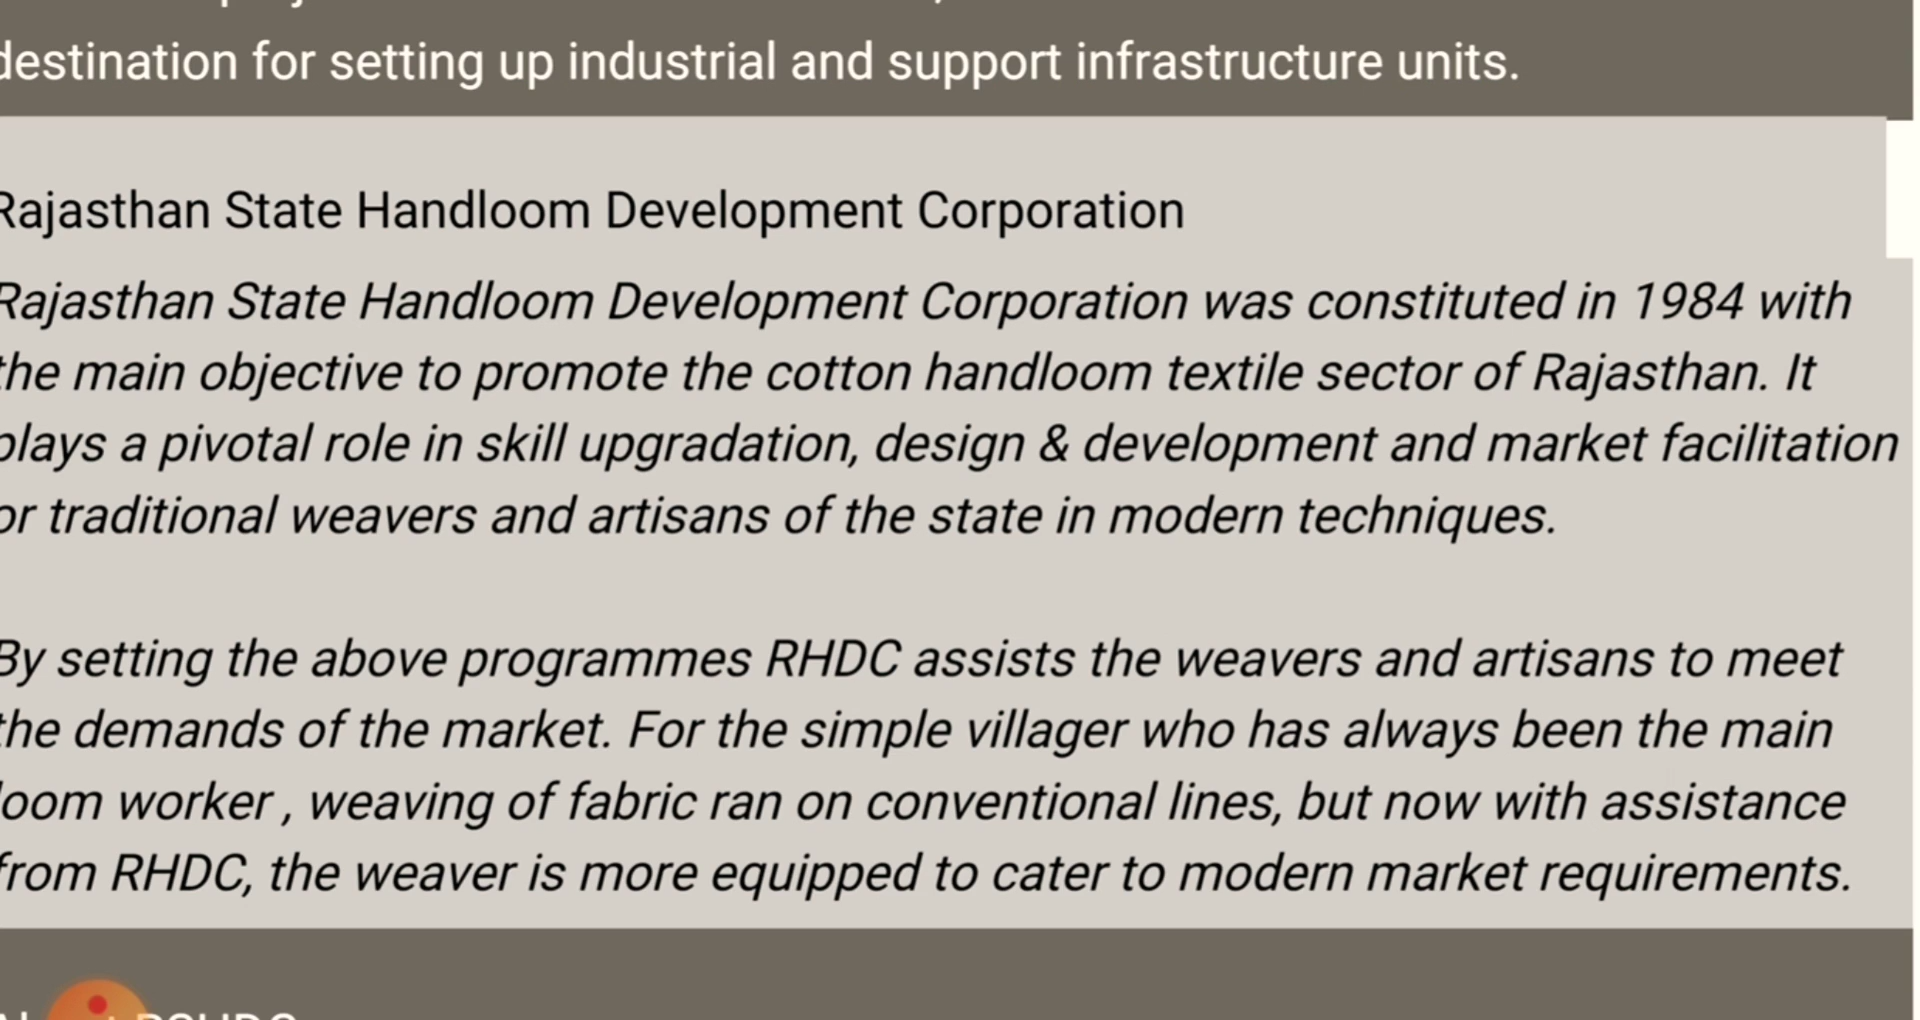 destination for setting up industrial and support infrastructure units.
Rajasthan State Handloom Development Corporation
Rajasthan State Handloom Development Corporation was constituted in 1984 with
the main objective to promote the cotton handloom textile sector of Rajasthan. It
plays a pivotal role in skill upgradation, design & development and market facilitation
or traditional weavers and artisans of the state in modern techniques.
By setting the above programmes RHDC assists the weavers and artisans to meet
the demands of the market. For the simple villager who has always been the main
loom worker , weaving of fabric ran on conventional lines, but now with assistance
from RHDC, the weaver is more equipped to cater to modern market requirements.